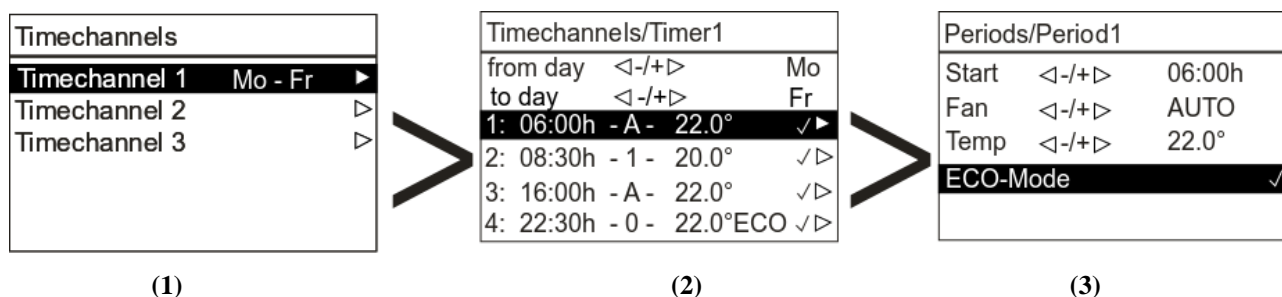 Timechannels
Timechannel 1 Mo - Fr ▶
Timechannel 2 ▷
Timechannel 3 ▷
Timechannels/Timer1
from day ◁-/+▷ Mo
to day ◁-/+▷ Fr
1: 06:00h - A - 22.0° ✓▶
2: 08:30h - 1 - 20.0° ✓▷
3: 16:00h - A - 22.0° ✓▷
4: 22:30h - 0 - 22.0°ECO ✓▷
Periods/Period1
Start ◁-/+▷ 06:00h
Fan ◁-/+▷ AUTO
Temp ◁-/+▷ 22.0°
ECO-Mode ✓
(1) (2) (3)